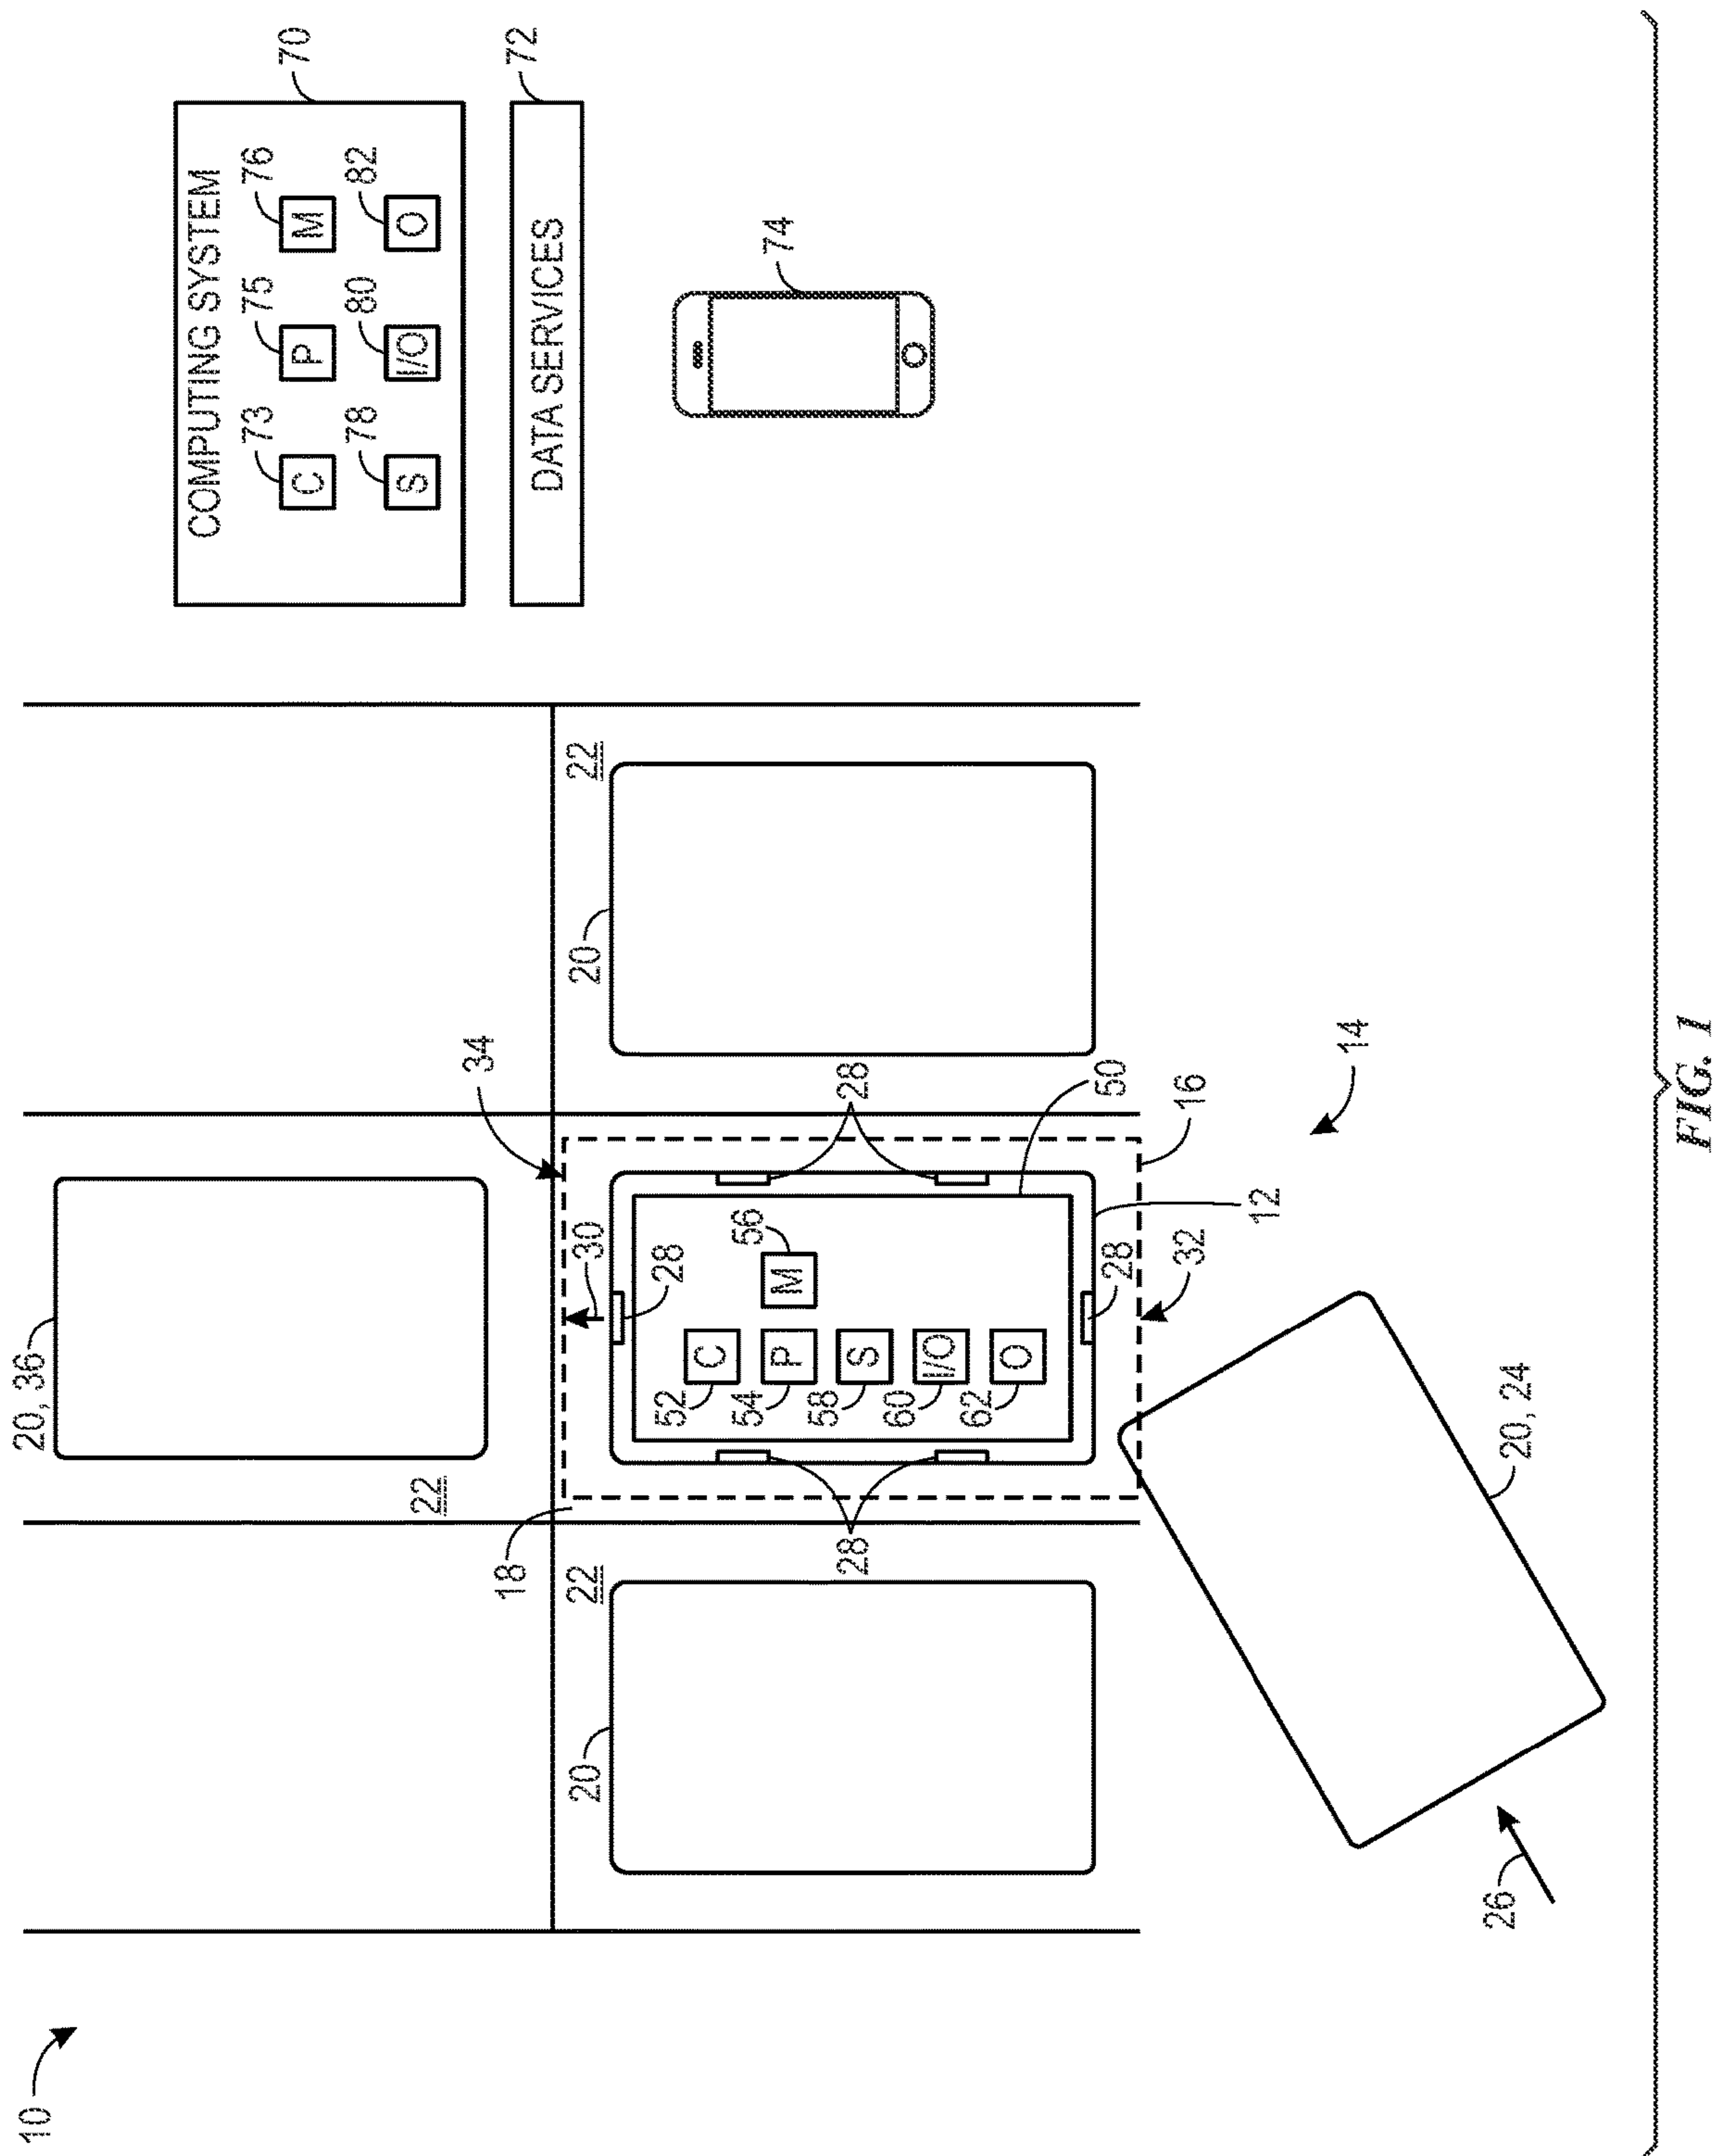 10
20, 36
COMPUTING SYSTEM
73 75 76
70
C P M
78 80 82
S I/O O
22
34
18
72
DATA SERVICES
20 22 30 20 22
52 28
C
54 56
P M
74
58
S
28 28
60
I/O
62
O
28 50
32 16
12
14
26 20, 24
FIG. 1